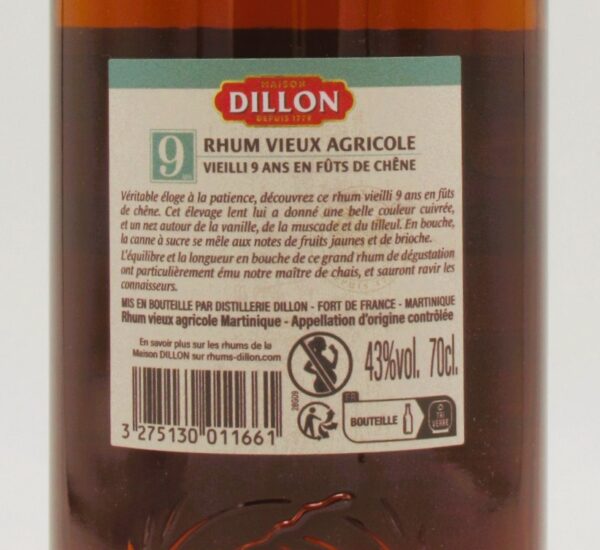 MAISON
DILLON
DEPUIS 1779
9
ans
RHUM VIEUX AGRICOLE
VIEILLI 9 ANS EN FÛTS DE CHÊNE
Véritable éloge à la patience, découvrez ce rhum vieilli 9 ans en fûts
de chêne. Cet élevage lent lui a donné une belle couleur cuivrée,
et un nez autour de la vanille, de la muscade et du tilleul. En bouche,
la canne à sucre se mêle aux notes de fruits jaunes et de brioche.
L'équilibre et la longueur en bouche de ce grand rhum de dégustation
ont particulièrement ému notre maître de chais, et sauront ravir les
connaisseurs.
MIS EN BOUTEILLE PAR DISTILLERIE DILLON - FORT DE FRANCE - MARTINIQUE
Rhum vieux agricole Martinique - Appellation d'origine contrôlée
En savoir plus sur les rhums de la
Maison DILLON sur rhums-dillon.com
43%vol. 70cl.
FR
BOUTEILLE
TRI
VERRE
3 275130 011661